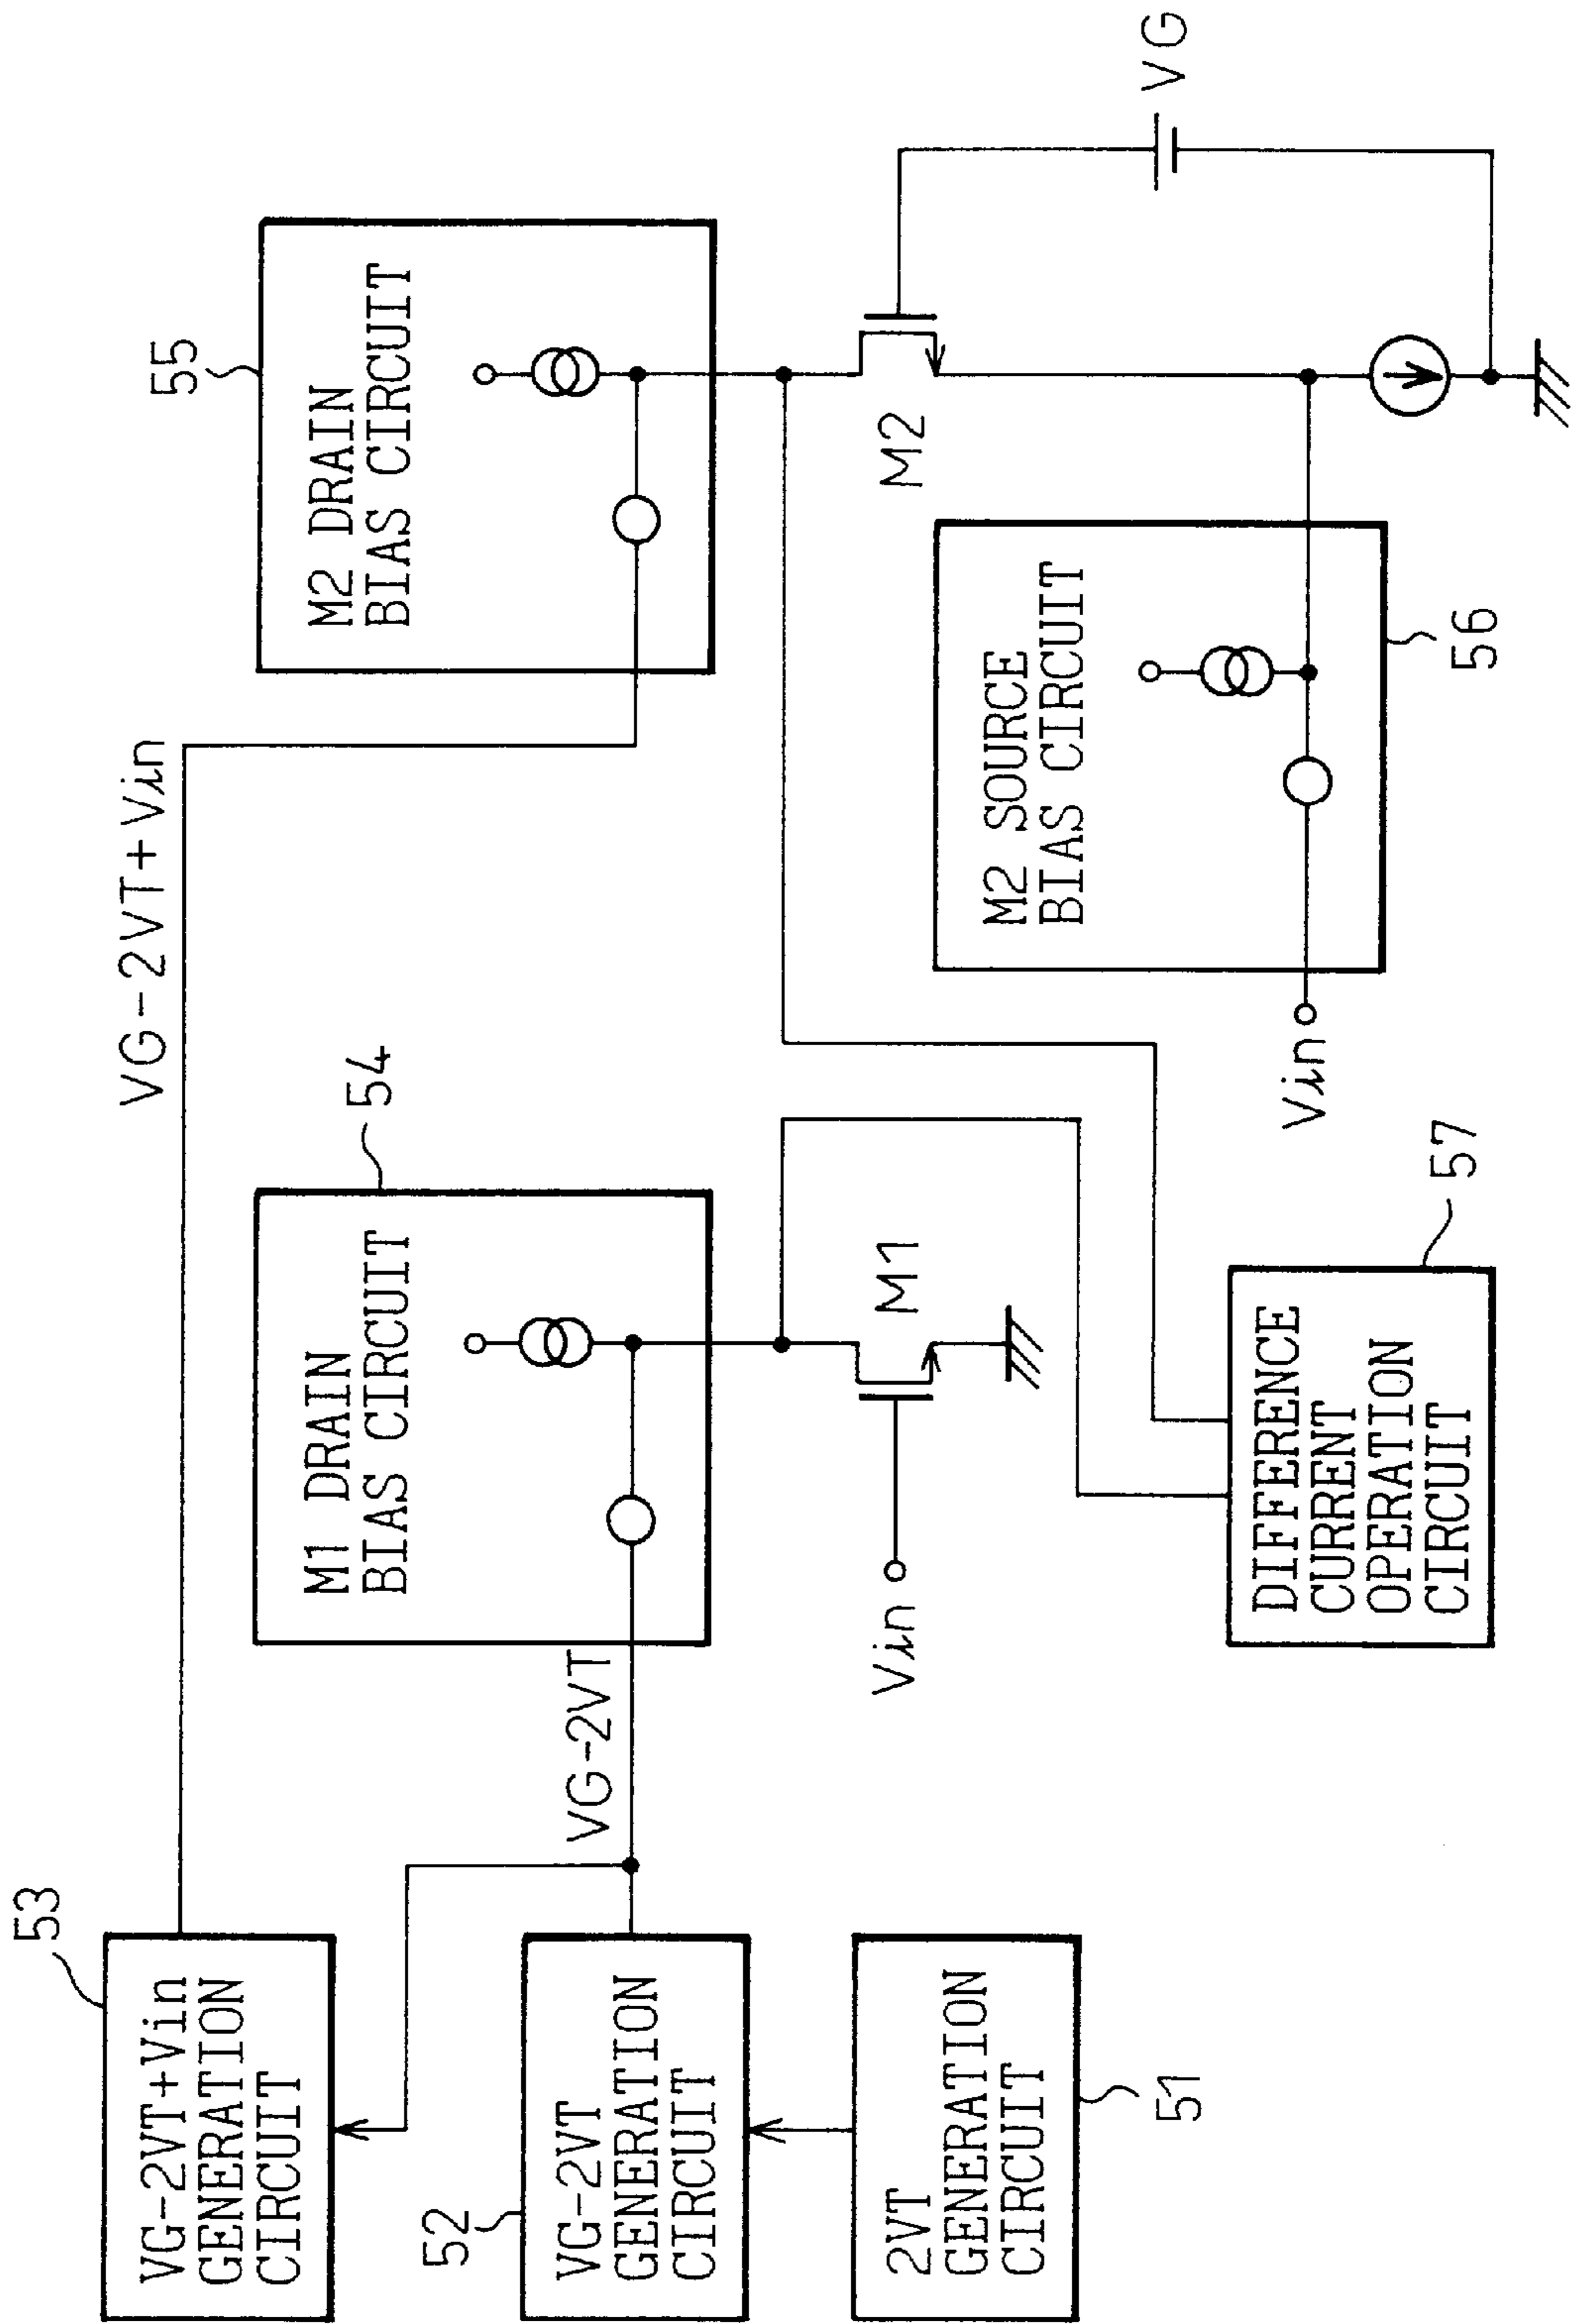 53
VG-2VT+Vin
GENERATION
CIRCUIT
52
VG-2VT
GENERATION
CIRCUIT
2VT
GENERATION
CIRCUIT
51
VG-2VT
VG-2VT+Vin
54
M1 DRAIN
BIAS CIRCUIT
Vin
M1
DIFFERENCE
CURRENT
OPERATION
CIRCUIT
57
55
M2 DRAIN
BIAS CIRCUIT
M2
M2 SOURCE
BIAS CIRCUIT
56
Vin
VG